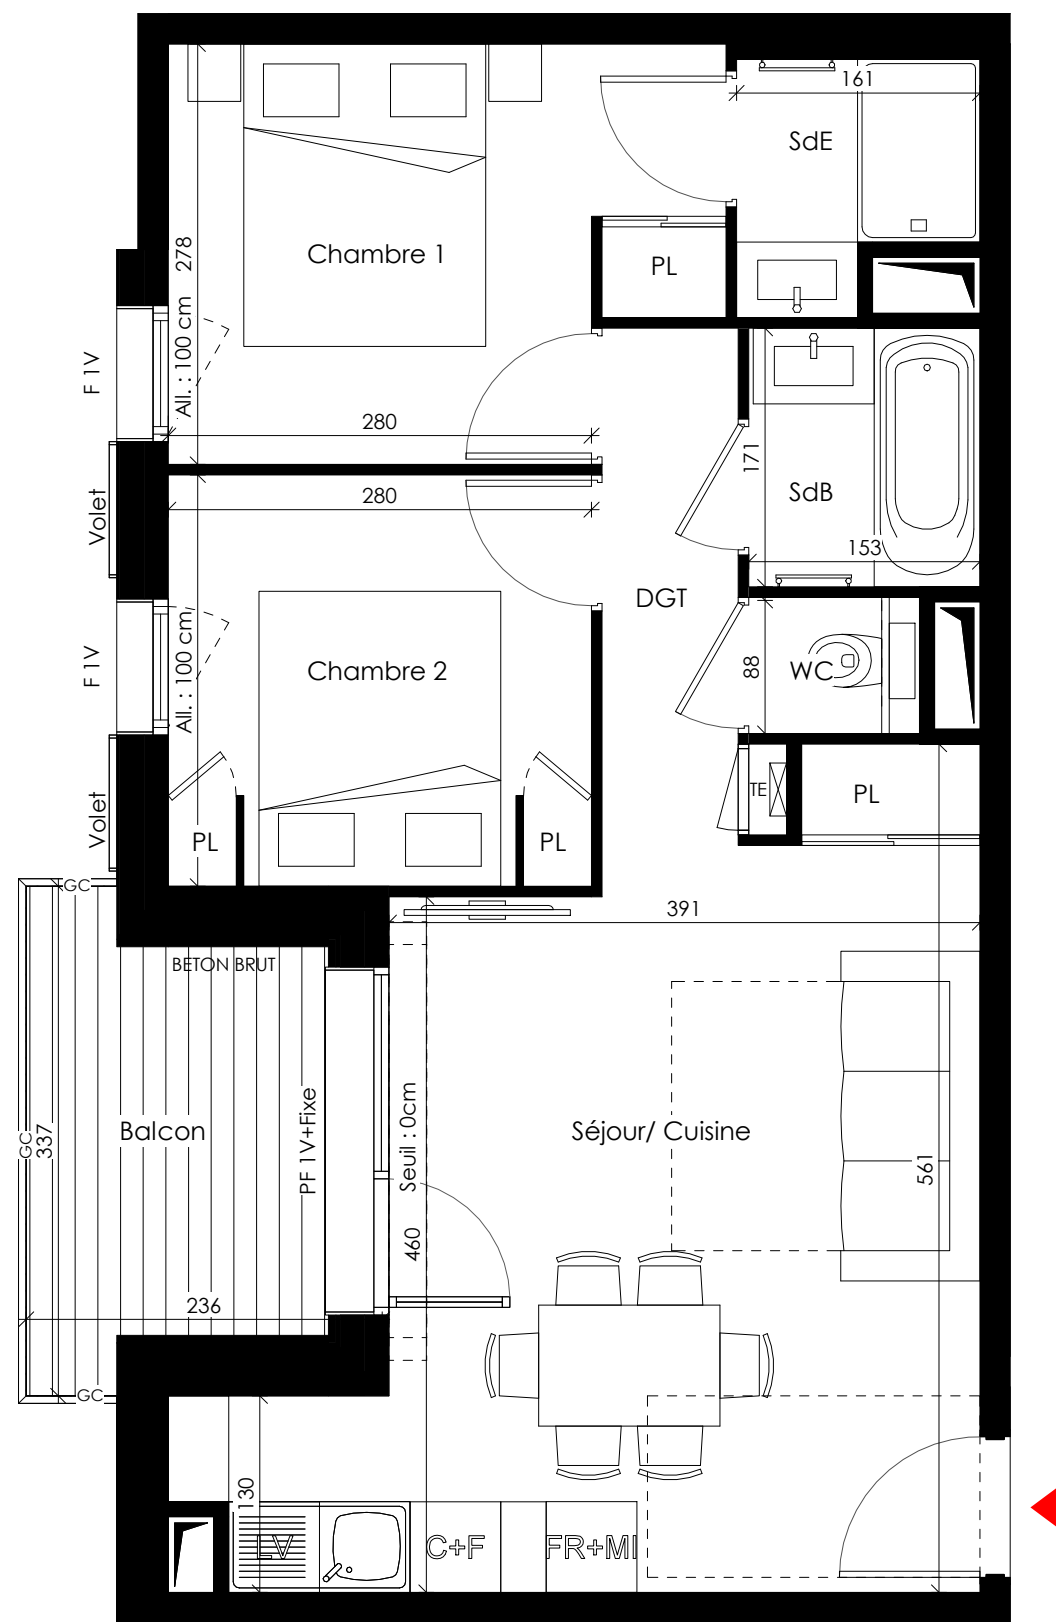 161
SdE
Chambre 1
PL
278
All. : 100 cm
F 1V
280
Volet
280
171
SdB
153
DGT
F 1V
All. : 100 cm
Chambre 2
88
WC
TE
PL
Volet
PL
PL
GC
391
BETON BRUT
Balcon
PF 1V+Fixe
Seuil : 0cm
Séjour/ Cuisine
GC
337
561
460
236
GC
130
LV
C+F
FR+MI